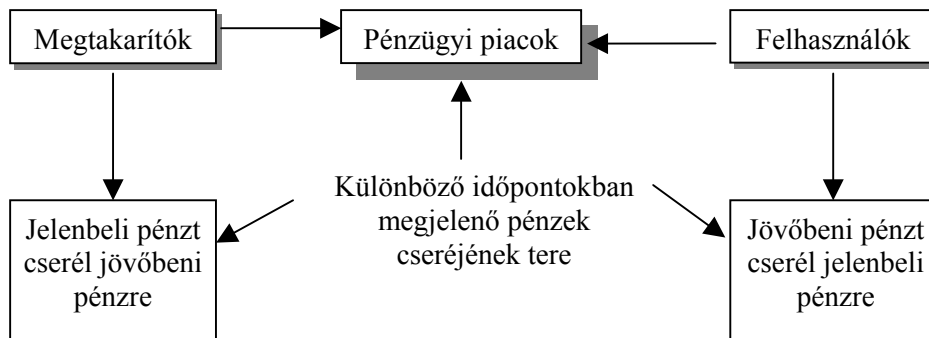 Megtakarítók
Pénzügyi piacok
Felhasználók
Különböző időpontokban
megjelenő pénzek
cseréjének tere
Jelenbeli pénzt
cserél jövőbeni
pénzre
Jövőbeni pénzt
cserél jelenbeli
pénzre